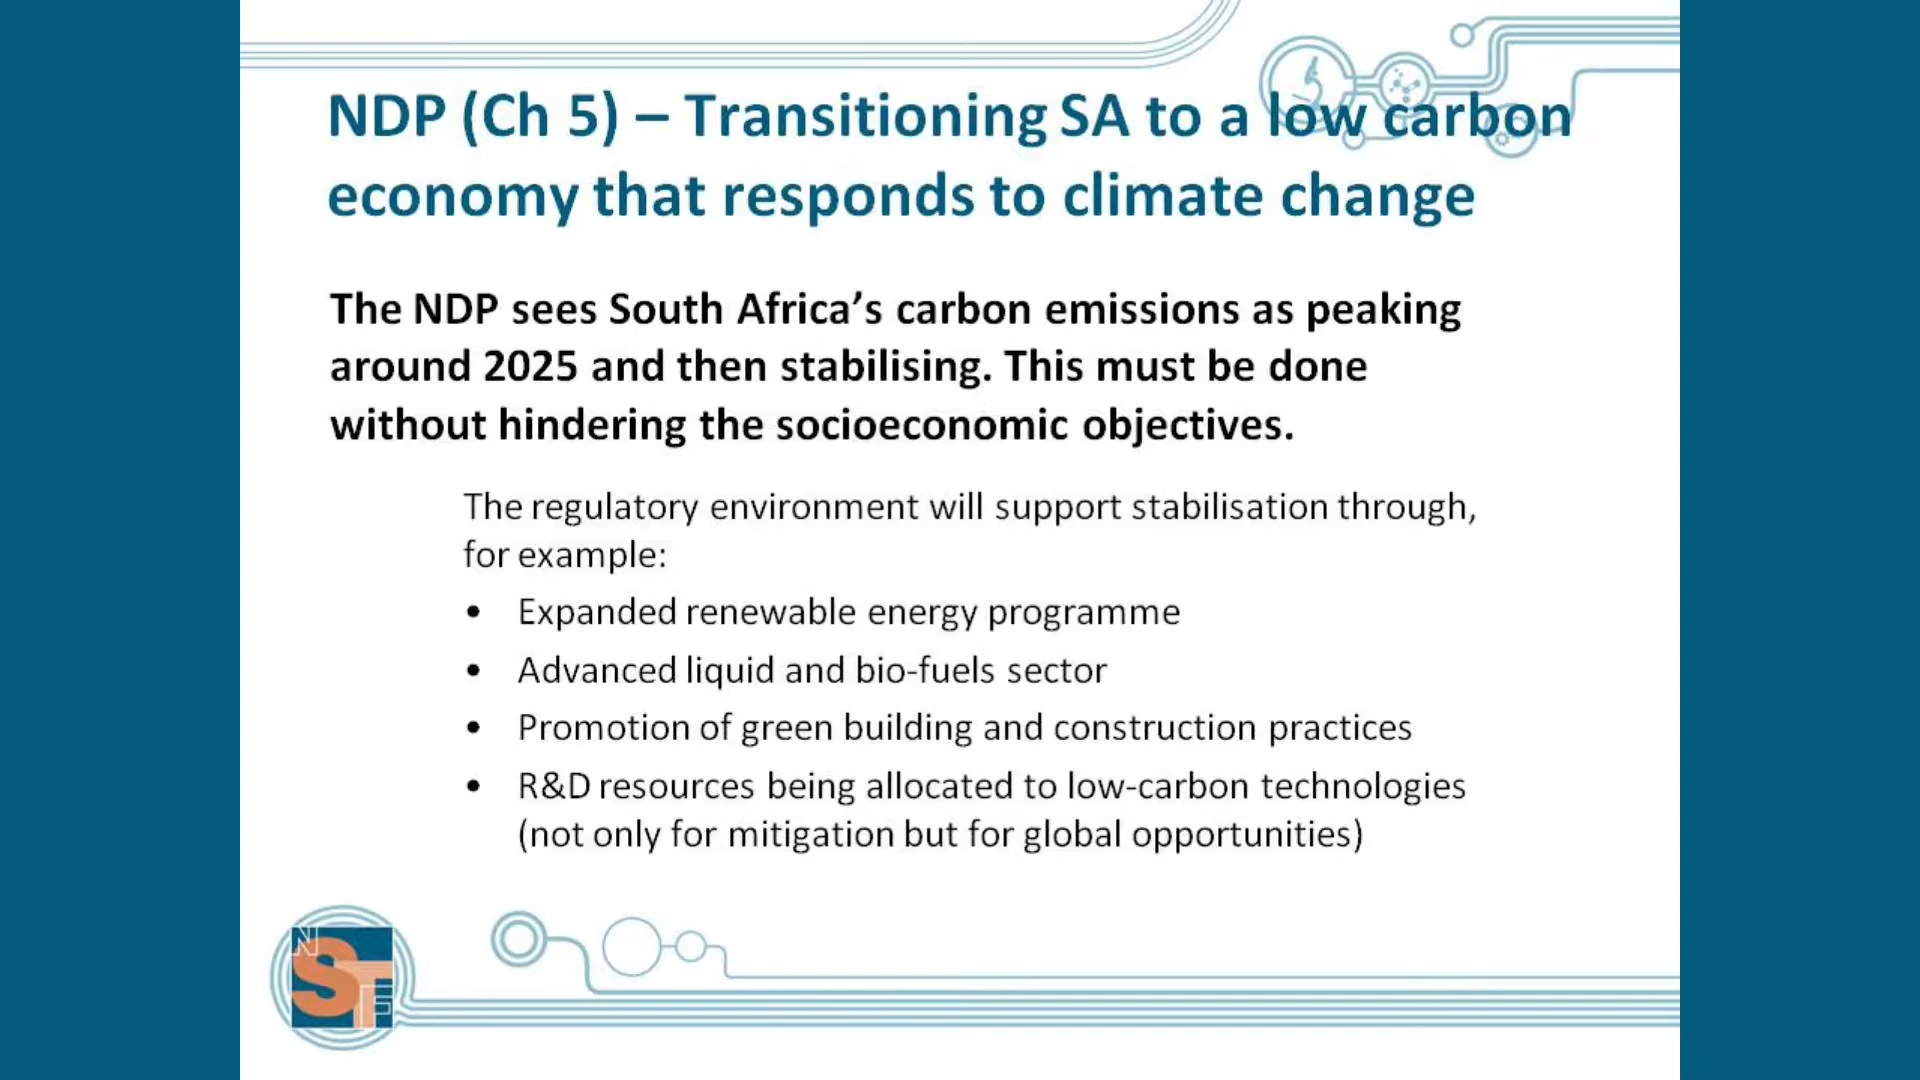 NDP (Ch 5) – Transitioning SA to a low carbon
economy that responds to climate change
The NDP sees South Africa’s carbon emissions as peaking
around 2025 and then stabilising. This must be done
without hindering the socioeconomic objectives.
The regulatory environment will support stabilisation through,
for example:
• Expanded renewable energy programme
• Advanced liquid and bio-fuels sector
• Promotion of green building and construction practices
• R&D resources being allocated to low-carbon technologies
(not only for mitigation but for global opportunities)
NSTF